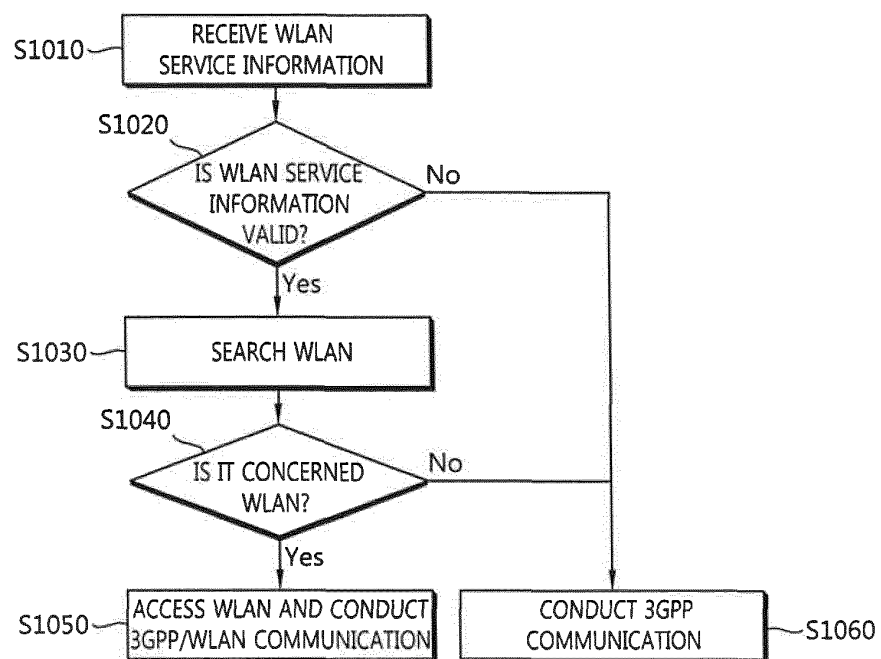 RECEIVE WLAN
SERVICE INFORMATION
S1010
S1020
IS WLAN SERVICE
INFORMATION
VALID?
No
Yes
S1030
SEARCH WLAN
S1040
IS IT CONCERNED
WLAN?
No
Yes
S1050
ACCESS WLAN AND CONDUCT
3GPP/WLAN COMMUNICATION
CONDUCT 3GPP
COMMUNICATION
S1060